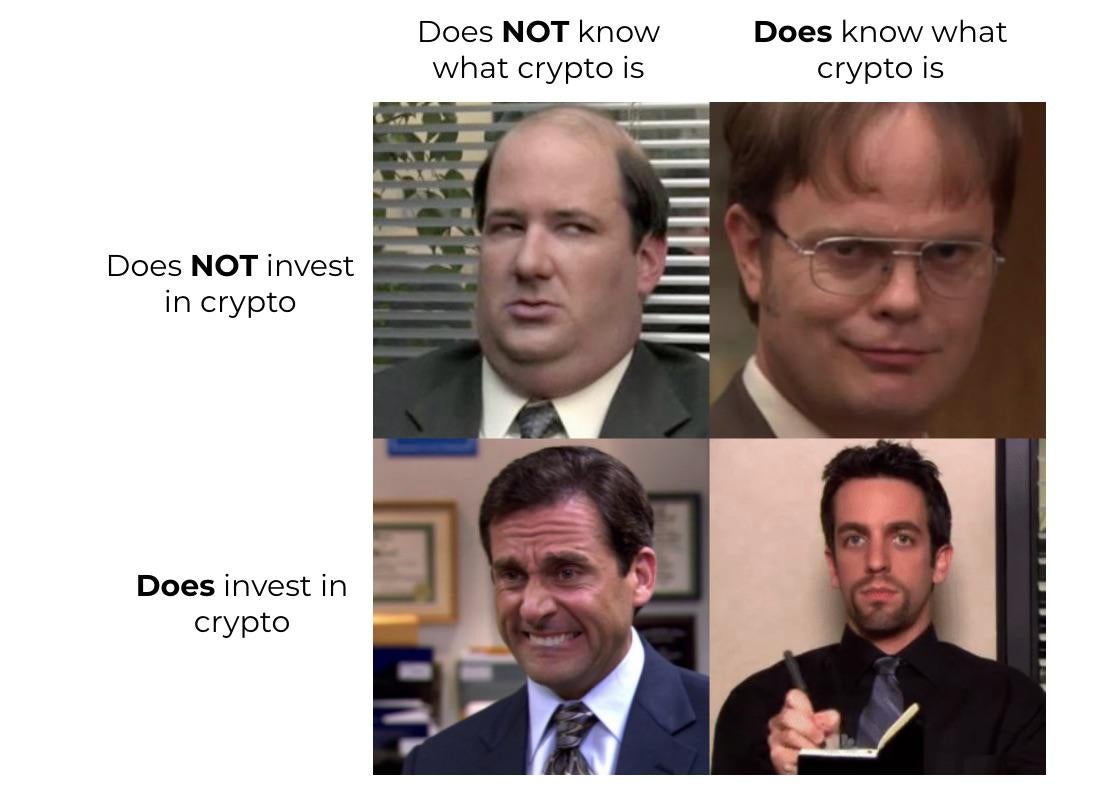 Does NOT know
what crypto is
Does know what
crypto is
Does NOT invest
in crypto
Does invest in
crypto